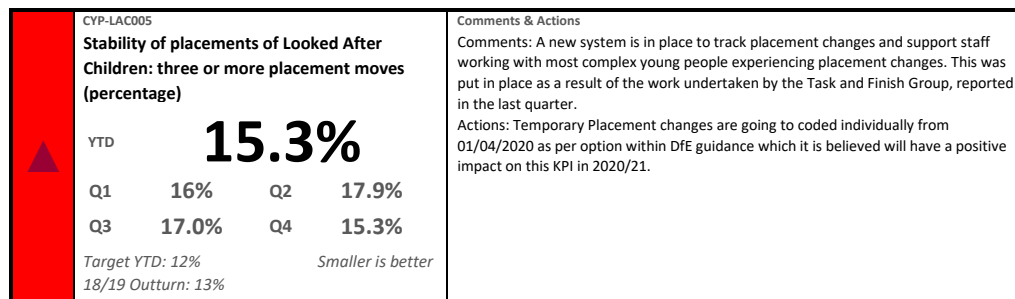 CYP-LAC005
Stability of placements of Looked After
Children: three or more placement moves
(percentage)
YTD 15.3%
Q1 16% Q2 17.9%
Q3 17.0% Q4 15.3%
Target YTD: 12% Smaller is better
18/19 Outturn: 13%
Comments & Actions
Comments: A new system is in place to track placement changes and support staff
working with most complex young people experiencing placement changes. This was
put in place as a result of the work undertaken by the Task and Finish Group, reported
in the last quarter.
Actions: Temporary Placement changes are going to coded individually from
01/04/2020 as per option within DfE guidance which it is believed will have a positive
impact on this KPI in 2020/21.